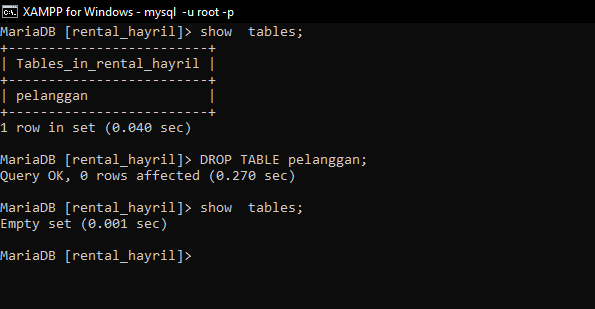 XAMPP for Windows - mysql -u root -p
MariaDB [rental_hayril]> show  tables;
+-------------------------+
| Tables_in_rental_hayril |
+-------------------------+
| pelanggan               |
+-------------------------+
1 row in set (0.040 sec)
MariaDB [rental_hayril]> DROP TABLE pelanggan;
Query OK, 0 rows affected (0.270 sec)
MariaDB [rental_hayril]> show  tables;
Empty set (0.001 sec)
MariaDB [rental_hayril]>